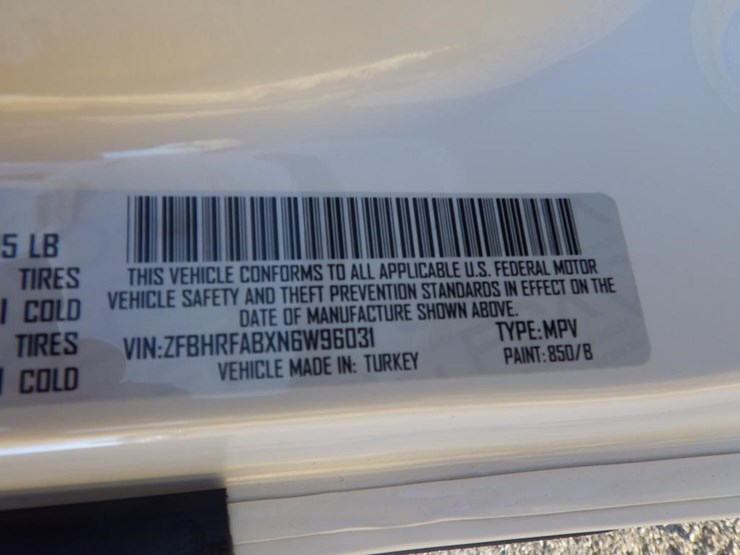 5 LB
TIRES
COLD
TIRES
COLD
THIS VEHICLE CONFORMS TO ALL APPLICABLE U.S. FEDERAL MOTOR
VEHICLE SAFETY AND THEFT PREVENTION STANDARDS IN EFFECT ON THE
DATE OF MANUFACTURE SHOWN ABOVE.
VIN:ZFBHRFABXN6W96031 TYPE:MPV
VEHICLE MADE IN: TURKEY PAINT: 850/B